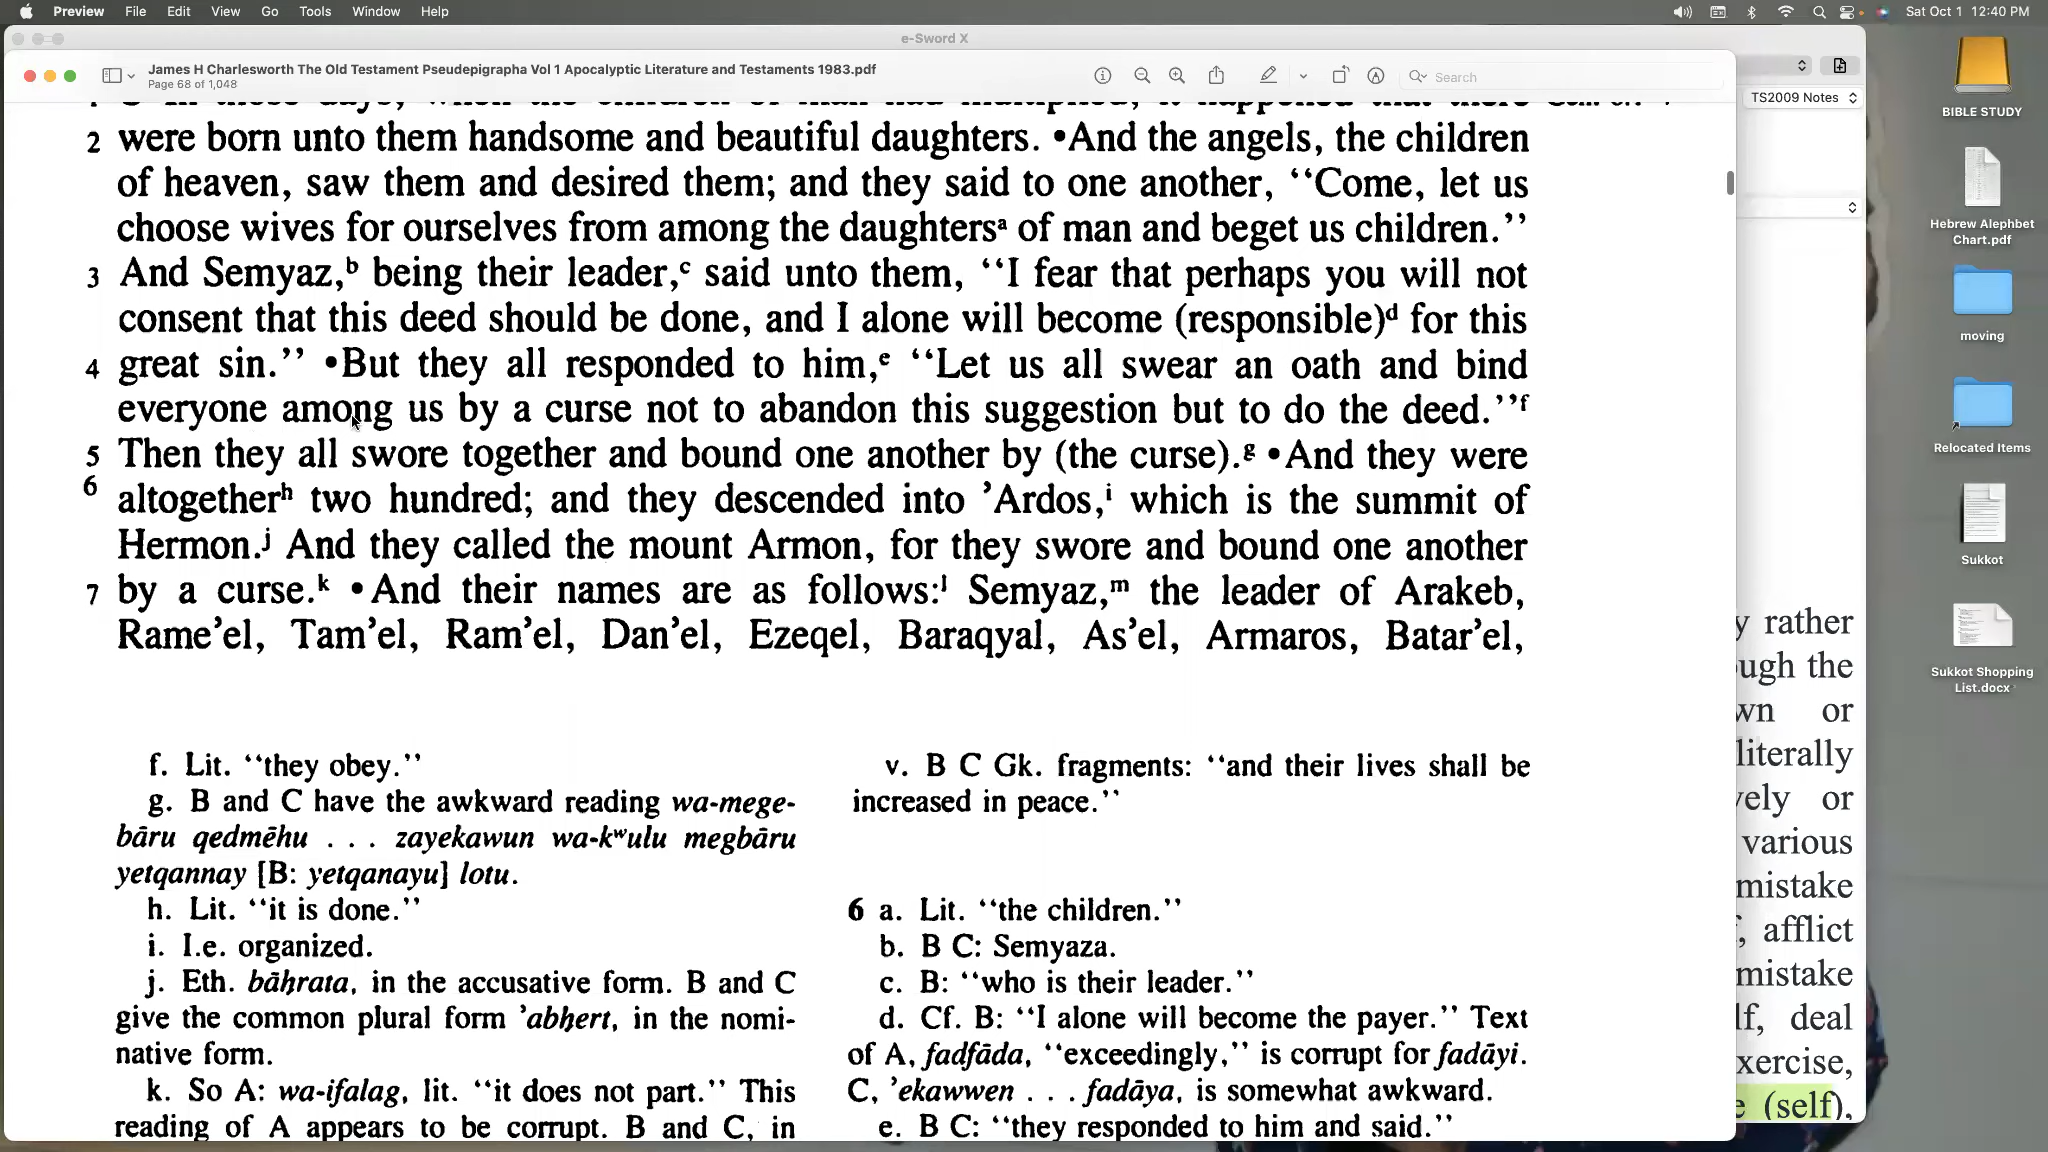 Preview File Edit View Go Tools Window Help
Sat Oct 1 12:40 PM
e-Sword X
James H Charlesworth The Old Testament Pseudepigrapha Vol 1 Apocalyptic Literature and Testaments 1983.pdf
Page 68 of 1,048
Search
TS2009 Notes
2 were born unto them handsome and beautiful daughters. •And the angels, the children
of heaven, saw them and desired them; and they said to one another, ‘‘Come, let us
choose wives for ourselves from among the daughtersᵃ of man and beget us children.’’
3 And Semyaz,ᵇ being their leader,ᶜ said unto them, ‘‘I fear that perhaps you will not
consent that this deed should be done, and I alone will become (responsible)ᵈ for this
4 great sin.’’ •But they all responded to him,ᵉ ‘‘Let us all swear an oath and bind
everyone among us by a curse not to abandon this suggestion but to do the deed.’’ᶠ
5 Then they all swore together and bound one another by (the curse).ᵍ •And they were
6 altogetherʰ two hundred; and they descended into ’Ardos,ⁱ which is the summit of
Hermon.ʲ And they called the mount Armon, for they swore and bound one another
7 by a curse.ᵏ •And their names are as follows:ˡ Semyaz,ᵐ the leader of Arakeb,
Rame’el, Tam’el, Ram’el, Dan’el, Ezeqel, Baraqyal, As’el, Armaros, Batar’el,
f. Lit. ‘‘they obey.’’
g. B and C have the awkward reading wa-mege-
bāru qedmēhu . . . zayekawun wa-kʷulu megbāru
yetqannay [B: yetqanayu] lotu.
h. Lit. ‘‘it is done.’’
i. I.e. organized.
j. Eth. bāḥrata, in the accusative form. B and C
give the common plural form ’abḥert, in the nomi-
native form.
k. So A: wa-ifalag, lit. ‘‘it does not part.’’ This
reading of A appears to be corrupt. B and C, in
v. B C Gk. fragments: ‘‘and their lives shall be
increased in peace.’’
6 a. Lit. ‘‘the children.’’
b. B C: Semyaza.
c. B: ‘‘who is their leader.’’
d. Cf. B: ‘‘I alone will become the payer.’’ Text
of A, fadfāda, ‘‘exceedingly,’’ is corrupt for fadāyi.
C, ’ekawwen . . . fadāya, is somewhat awkward.
e. B C: ‘‘they responded to him and said.’’
y rather
ugh the
wn or
literally
vely or
various
mistake
f, afflict
mistake
lf, deal
xercise,
e (self),
BIBLE STUDY
Hebrew Alephbet
Chart.pdf
moving
Relocated Items
Sukkot
Sukkot Shopping
List.docx